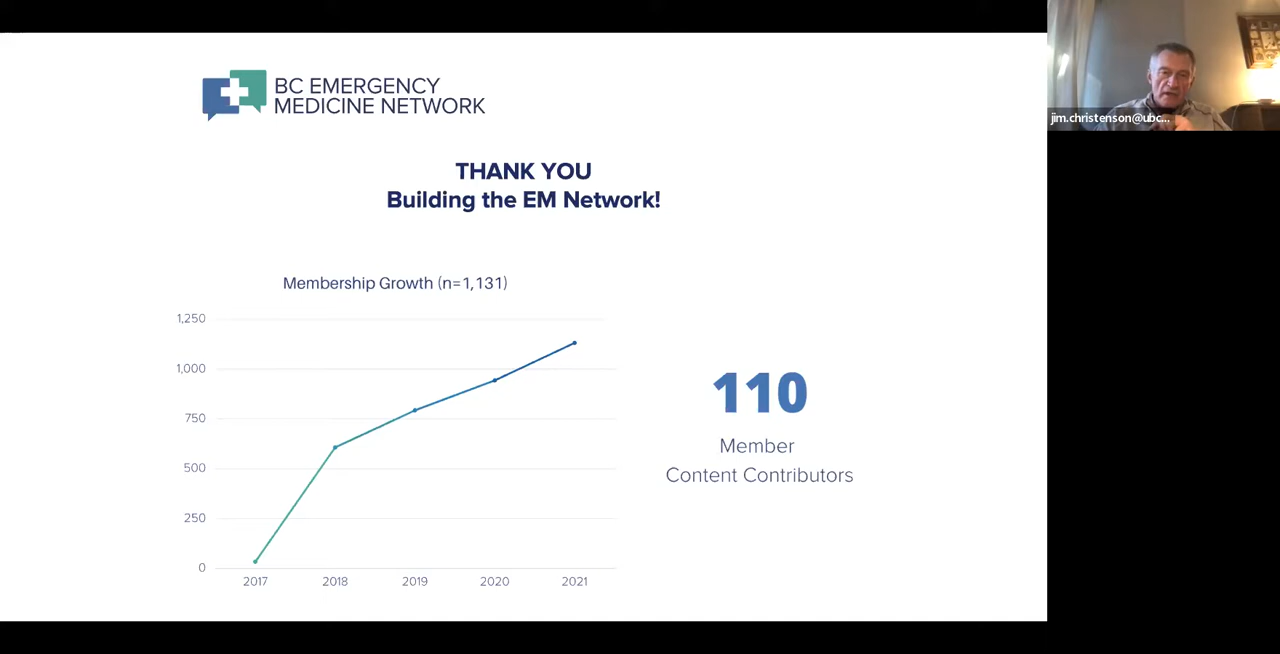 BC EMERGENCY
MEDICINE NETWORK
jim.christenson@ubc...
THANK YOU
Building the EM Network!
Membership Growth (n=1,131)
1,250
1,000
750
500
250
0
2017 2018 2019 2020 2021
110
Member
Content Contributors